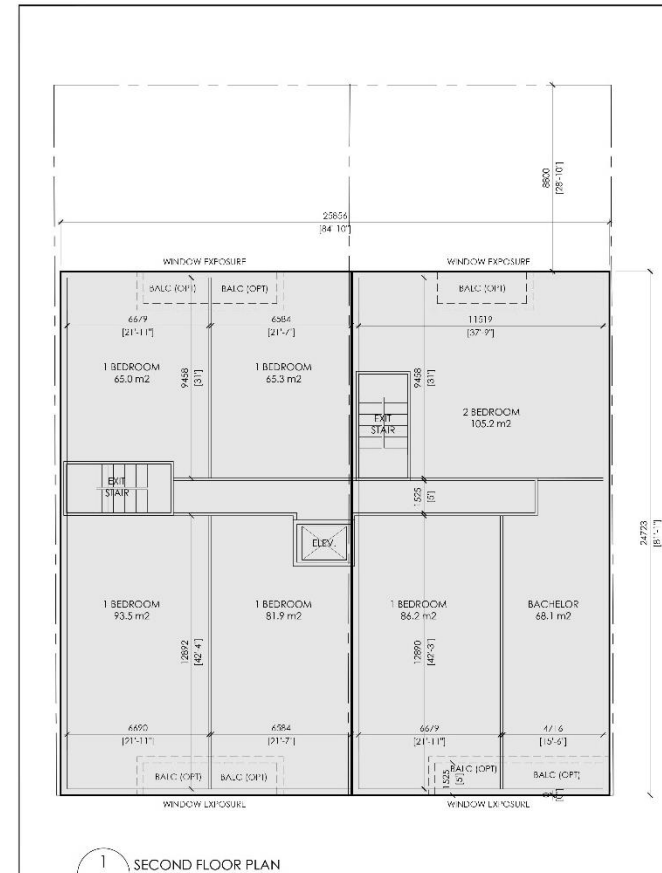 8800
[28'-10"]
25856
[84'-10"]
WINDOW EXPOSURE
WINDOW EXPOSURE
BALC (OPT)
BALC (OPT)
BALC (OPT)
6679
[21'-11"]
6584
[21'-7"]
11519
[37'-9"]
1 BEDROOM
65.0 m2
9458
[31']
1 BEDROOM
65.3 m2
9458
[31']
2 BEDROOM
105.2 m2
EXIT
STAIR
EXIT
STAIR
1525
[5']
24723
[81'-1"]
ELEV.
1 BEDROOM
93.5 m2
1 BEDROOM
81.9 m2
1 BEDROOM
86.2 m2
BACHELOR
68.1 m2
12892
[42'-4"]
12890
[42'-3"]
6690
[21'-11"]
6584
[21'-7"]
6679
[21'-11"]
4716
[15'-6"]
BALC (OPT)
BALC (OPT)
1525
[5']
BALC (OPT)
BALC (OPT)
WINDOW EXPOSURE
WINDOW EXPOSURE
1
SECOND FLOOR PLAN